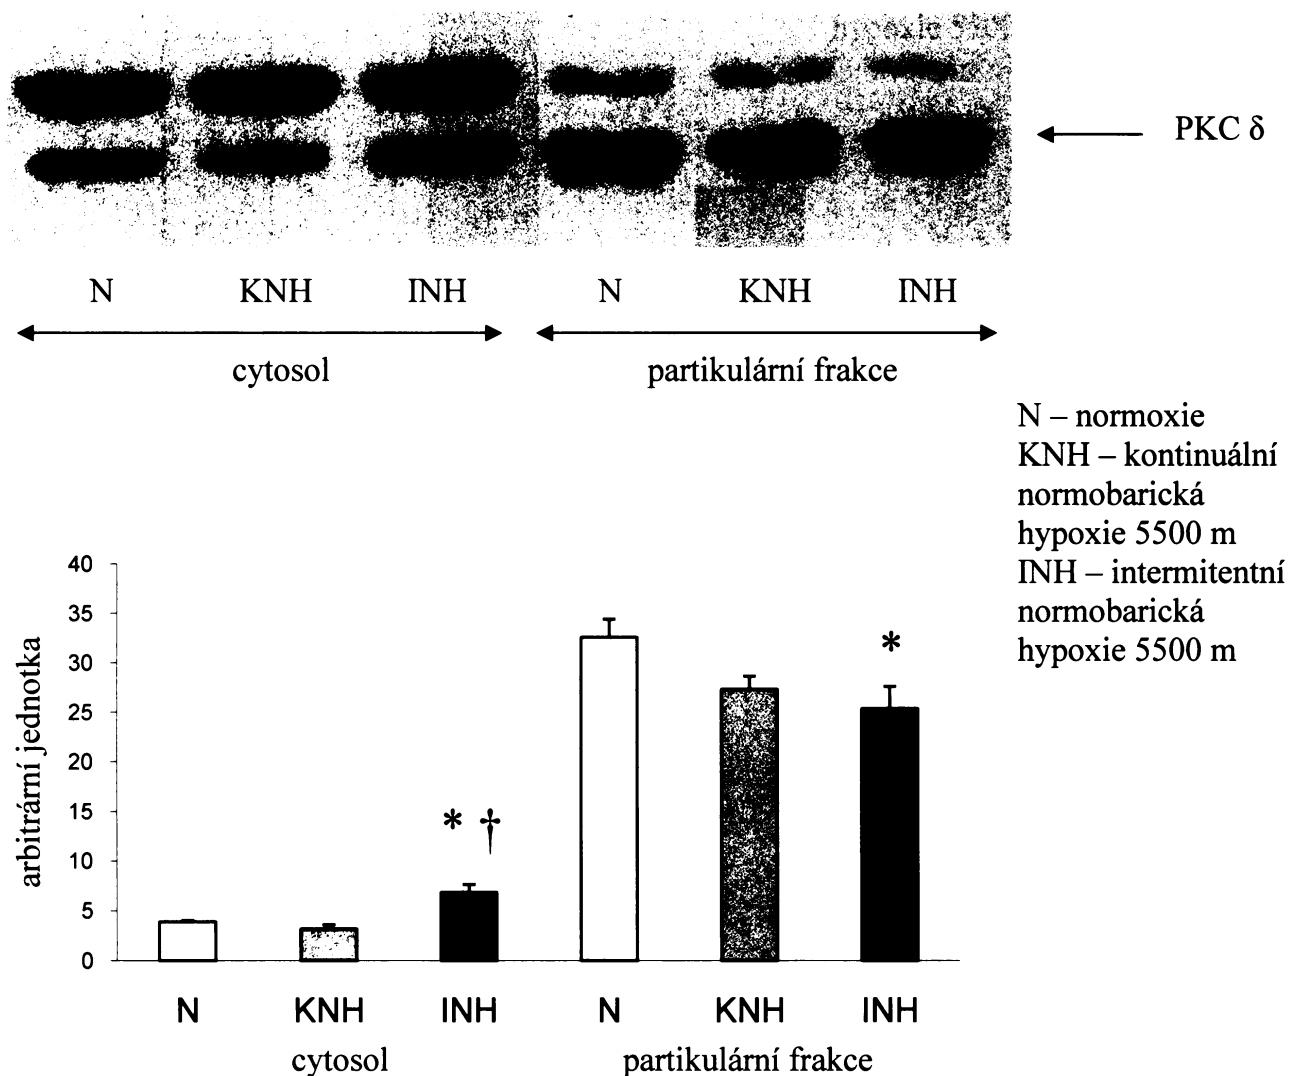 PKC δ
N KNH INH N KNH INH
cytosol partikulární frakce
N – normoxie
KNH – kontinuální
normobarická
hypoxie 5500 m
INH – intermitentní
normobarická
hypoxie 5500 m
arbitrární jednotka
40
35
30
25
20
15
10
5
0
* †
*
N KNH INH N KNH INH
cytosol partikulární frakce